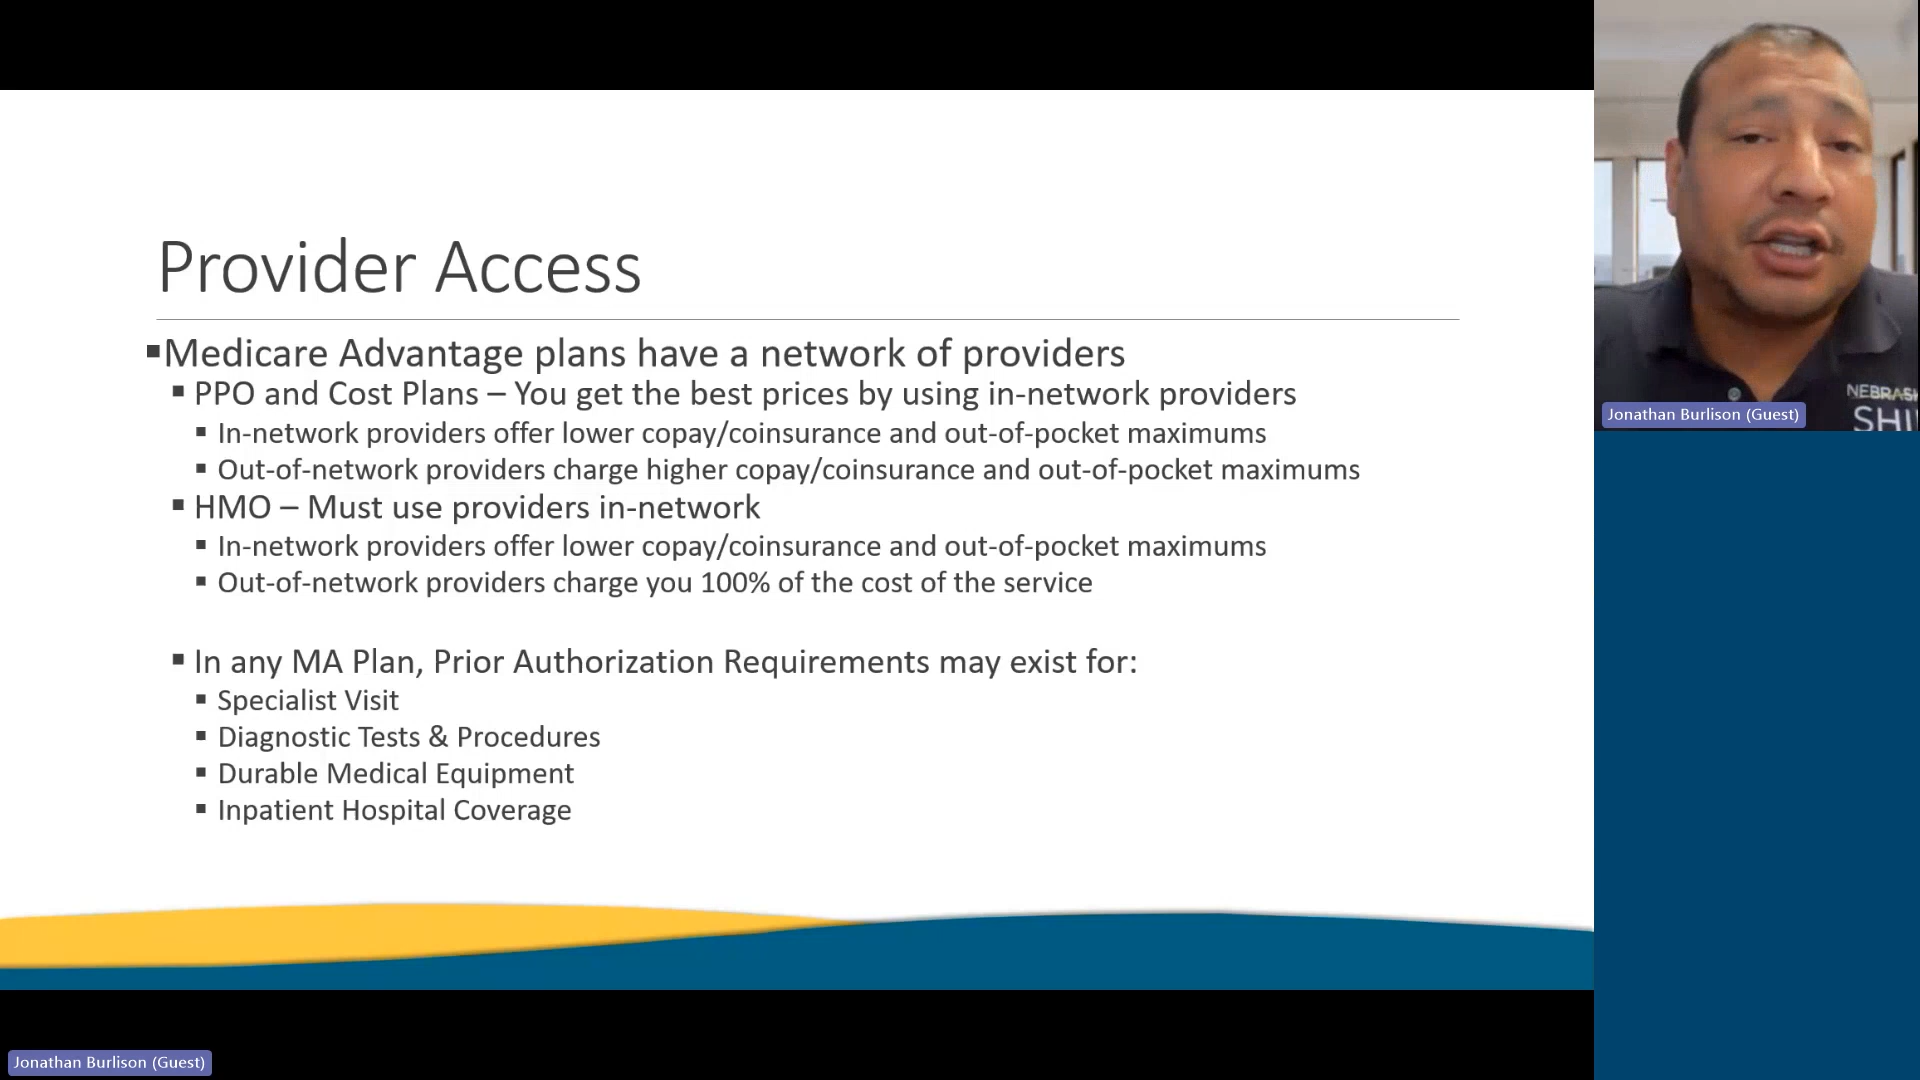 Provider Access
▪Medicare Advantage plans have a network of providers
▪ PPO and Cost Plans – You get the best prices by using in-network providers
▪ In-network providers offer lower copay/coinsurance and out-of-pocket maximums
▪ Out-of-network providers charge higher copay/coinsurance and out-of-pocket maximums
▪ HMO – Must use providers in-network
▪ In-network providers offer lower copay/coinsurance and out-of-pocket maximums
▪ Out-of-network providers charge you 100% of the cost of the service
▪ In any MA Plan, Prior Authorization Requirements may exist for:
▪ Specialist Visit
▪ Diagnostic Tests & Procedures
▪ Durable Medical Equipment
▪ Inpatient Hospital Coverage
Jonathan Burlison (Guest)
Jonathan Burlison (Guest)